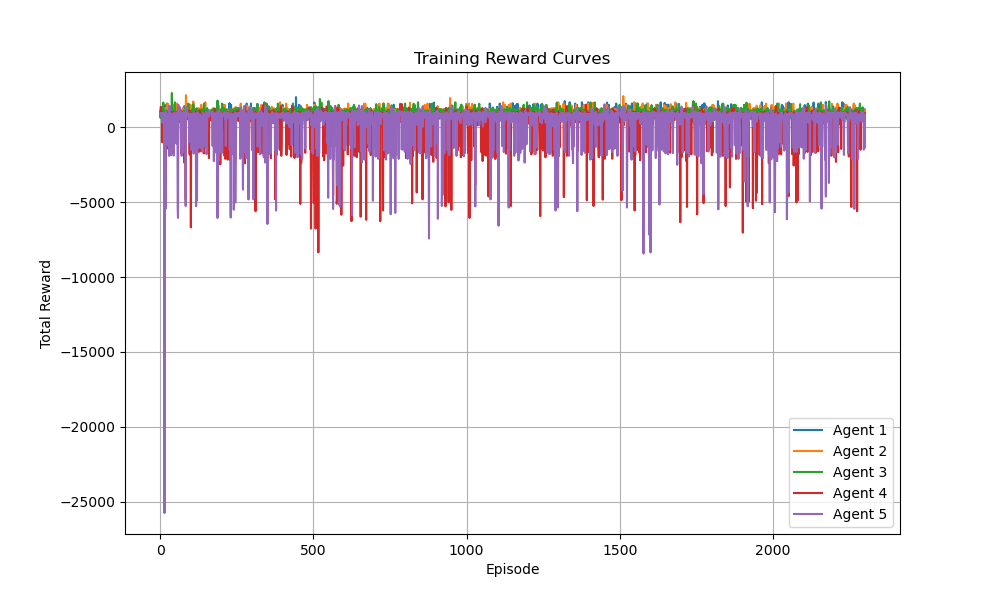 Training Reward Curves
0
−5000
−10000
−15000
−20000
−25000
Total Reward
0 500 1000 1500 2000
Episode
Agent 1
Agent 2
Agent 3
Agent 4
Agent 5